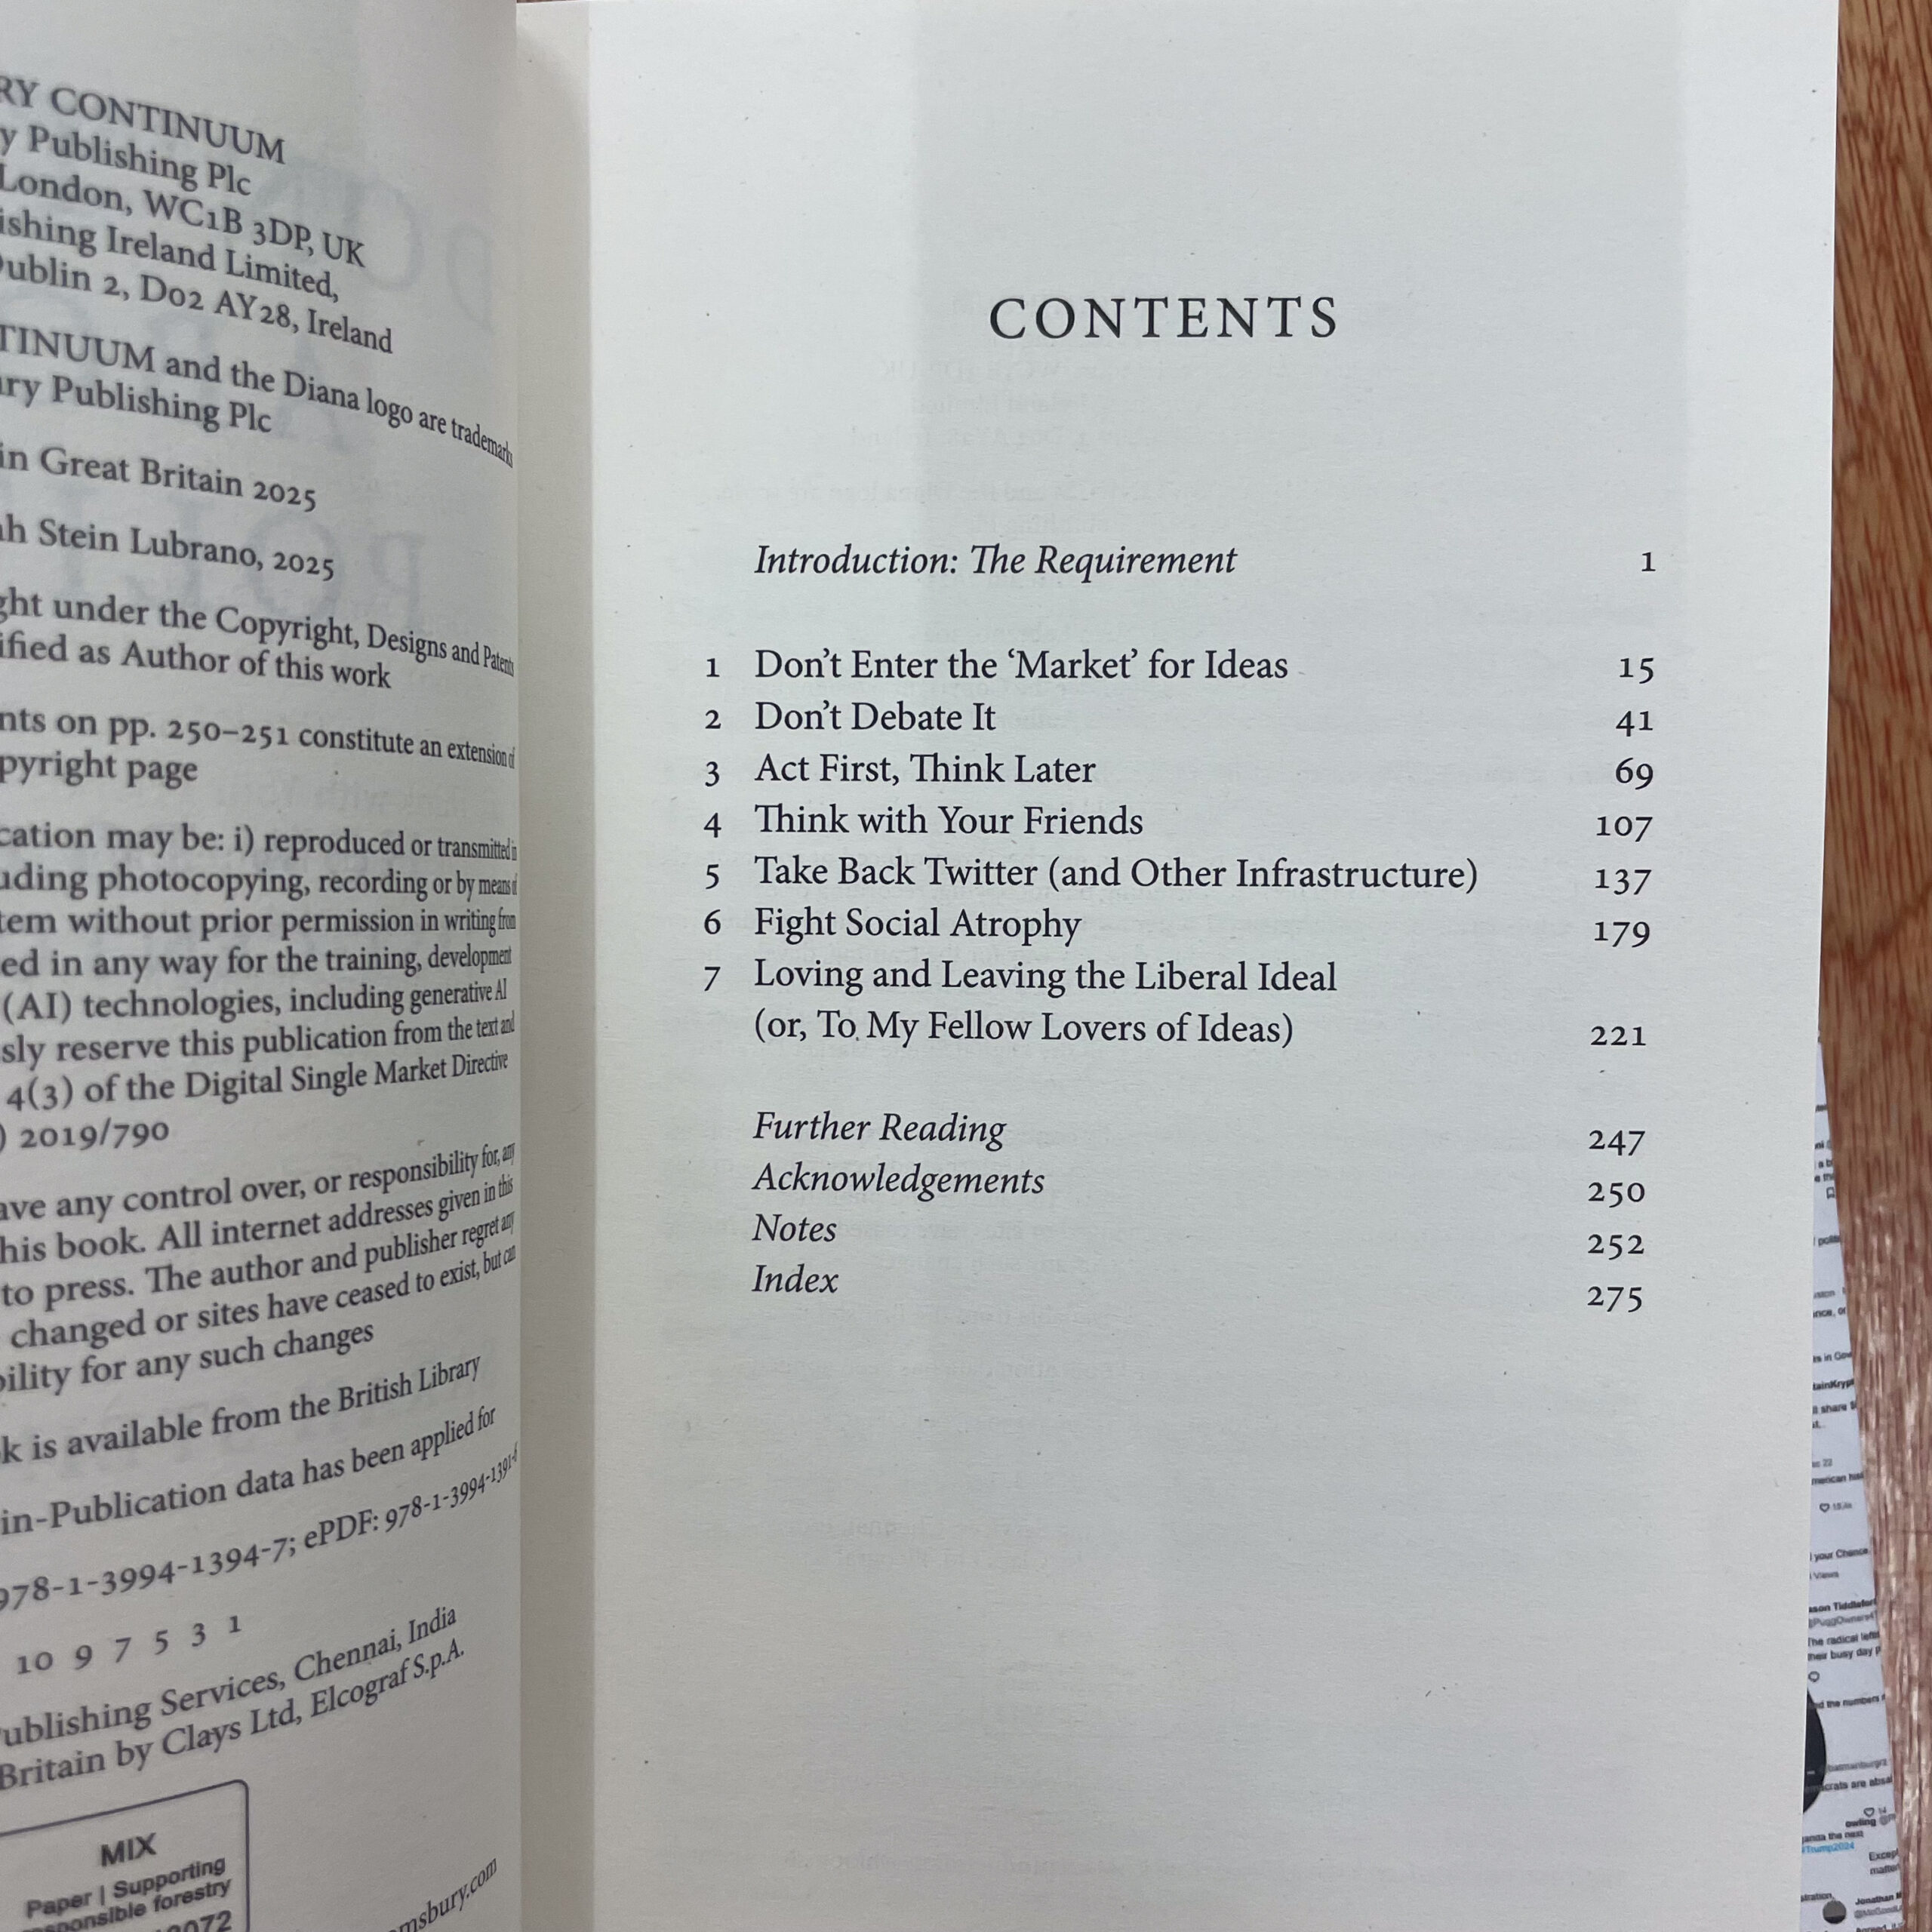 RY CONTINUUM
y Publishing Plc
London, WC1B 3DP, UK
ishing Ireland Limited,
Dublin 2, D02 AY28, Ireland
TINUUM and the Diana logo are trademarks
ry Publishing Plc
in Great Britain 2025
ah Stein Lubrano, 2025
ght under the Copyright, Designs and Patents
ified as Author of this work
nts on pp. 250–251 constitute an extension of
pyright page
cation may be: i) reproduced or transmitted in
uding photocopying, recording or by means of
tem without prior permission in writing from
ed in any way for the training, development
(AI) technologies, including generative AI
sly reserve this publication from the text and
4(3) of the Digital Single Market Directive
) 2019/790
ave any control over, or responsibility for, any
his book. All internet addresses given in this
to press. The author and publisher regret any
changed or sites have ceased to exist, but can
bility for any such changes
k is available from the British Library
in-Publication data has been applied for
978-1-3994-1394-7; ePDF: 978-1-3994-1391-6
10 9 7 5 3 1
ublishing Services, Chennai, India
Britain by Clays Ltd, Elcograf S.p.A.
MIX
Paper | Supporting
responsible forestry
msbury.com
CONTENTS
Introduction: The Requirement 1
1 Don't Enter the ‘Market’ for Ideas 15
2 Don't Debate It 41
3 Act First, Think Later 69
4 Think with Your Friends 107
5 Take Back Twitter (and Other Infrastructure) 137
6 Fight Social Atrophy 179
7 Loving and Leaving the Liberal Ideal
(or, To My Fellow Lovers of Ideas) 221
Further Reading 247
Acknowledgements 250
Notes 252
Index 275